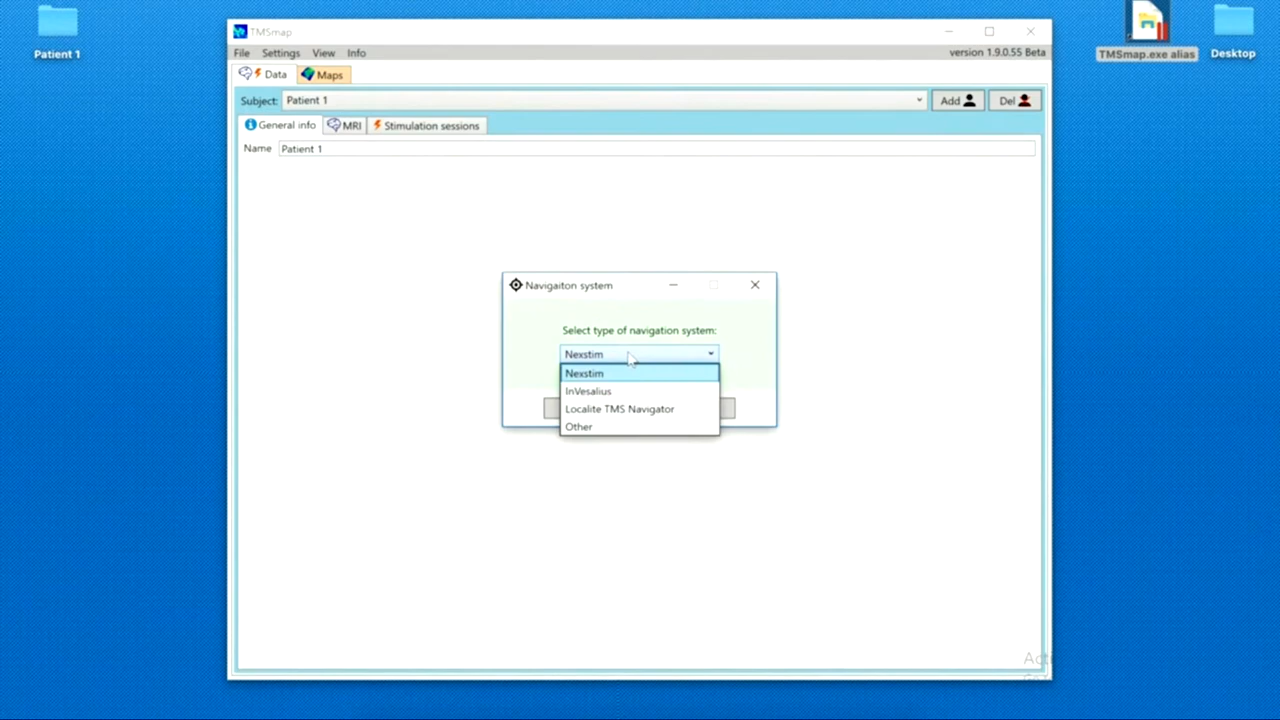 Patient 1
TMSmap.exe alias
Desktop
TMSmap
File Settings View Info
version 1.9.0.55 Beta
Data Maps
Subject: Patient 1 Add Del
General info MRI Stimulation sessions
Name Patient 1
Navigaiton system
Select type of navigation system:
Nexstim
Nexstim
InVesalius
Localite TMS Navigator
Other